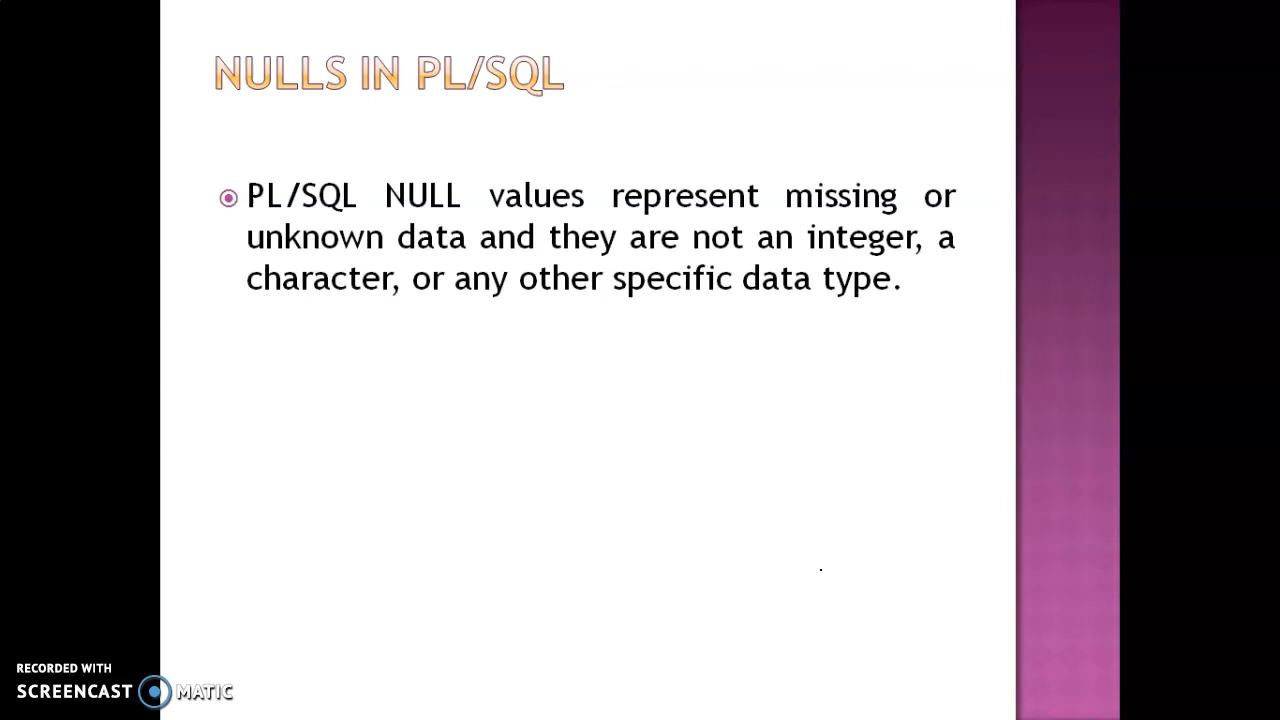 NULLS IN PL/SQL
PL/SQL NULL values represent missing or
unknown data and they are not an integer, a
character, or any other specific data type.
RECORDED WITH
SCREENCAST MATIC